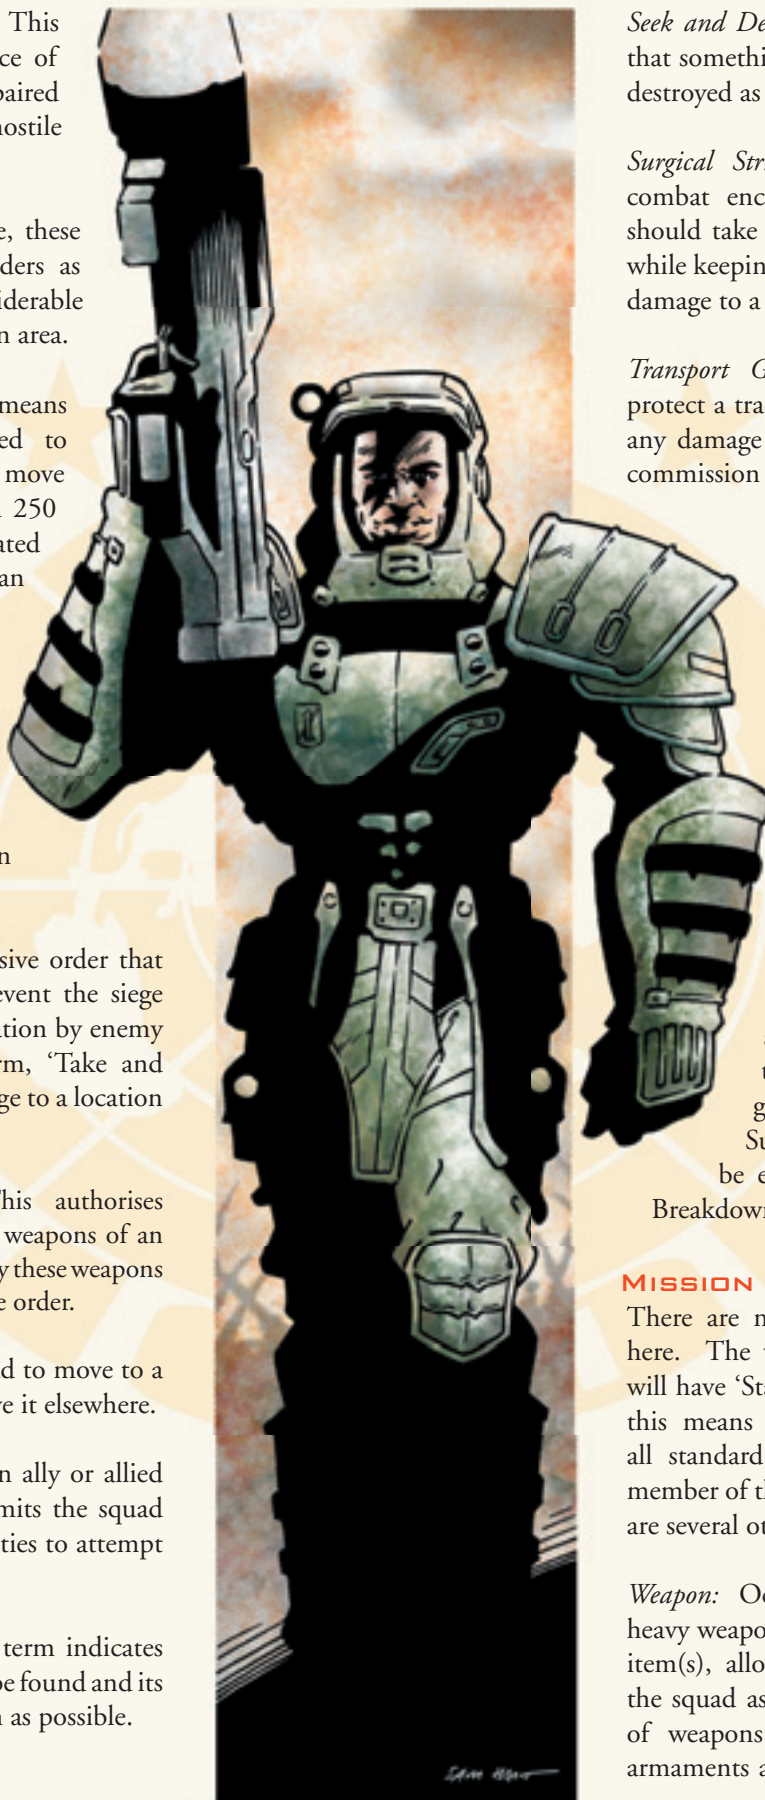 This
ce of
paired
hostile
e, these
ders as
iderable
n area.
means
ed to
move
250
ated
an
n
sive order that
event the siege
ation by enemy
rm, ‘Take and
ge to a location
his authorises
weapons of an
y these weapons
e order.
d to move to a
ve it elsewhere.
n ally or allied
mits the squad
ties to attempt
term indicates
be found and its
n as possible.
Seek and De
that somethi
destroyed as
Surgical Stri
combat enc
should take
while keepin
damage to a
Transport G
protect a tra
any damage
commission
t
g
Su
be e
Breakdown
Mission
There are n
here. The
will have ‘Sta
this means
all standard
member of th
are several ot
Weapon: Oc
heavy weapo
item(s), allo
the squad as
of weapons
armaments a